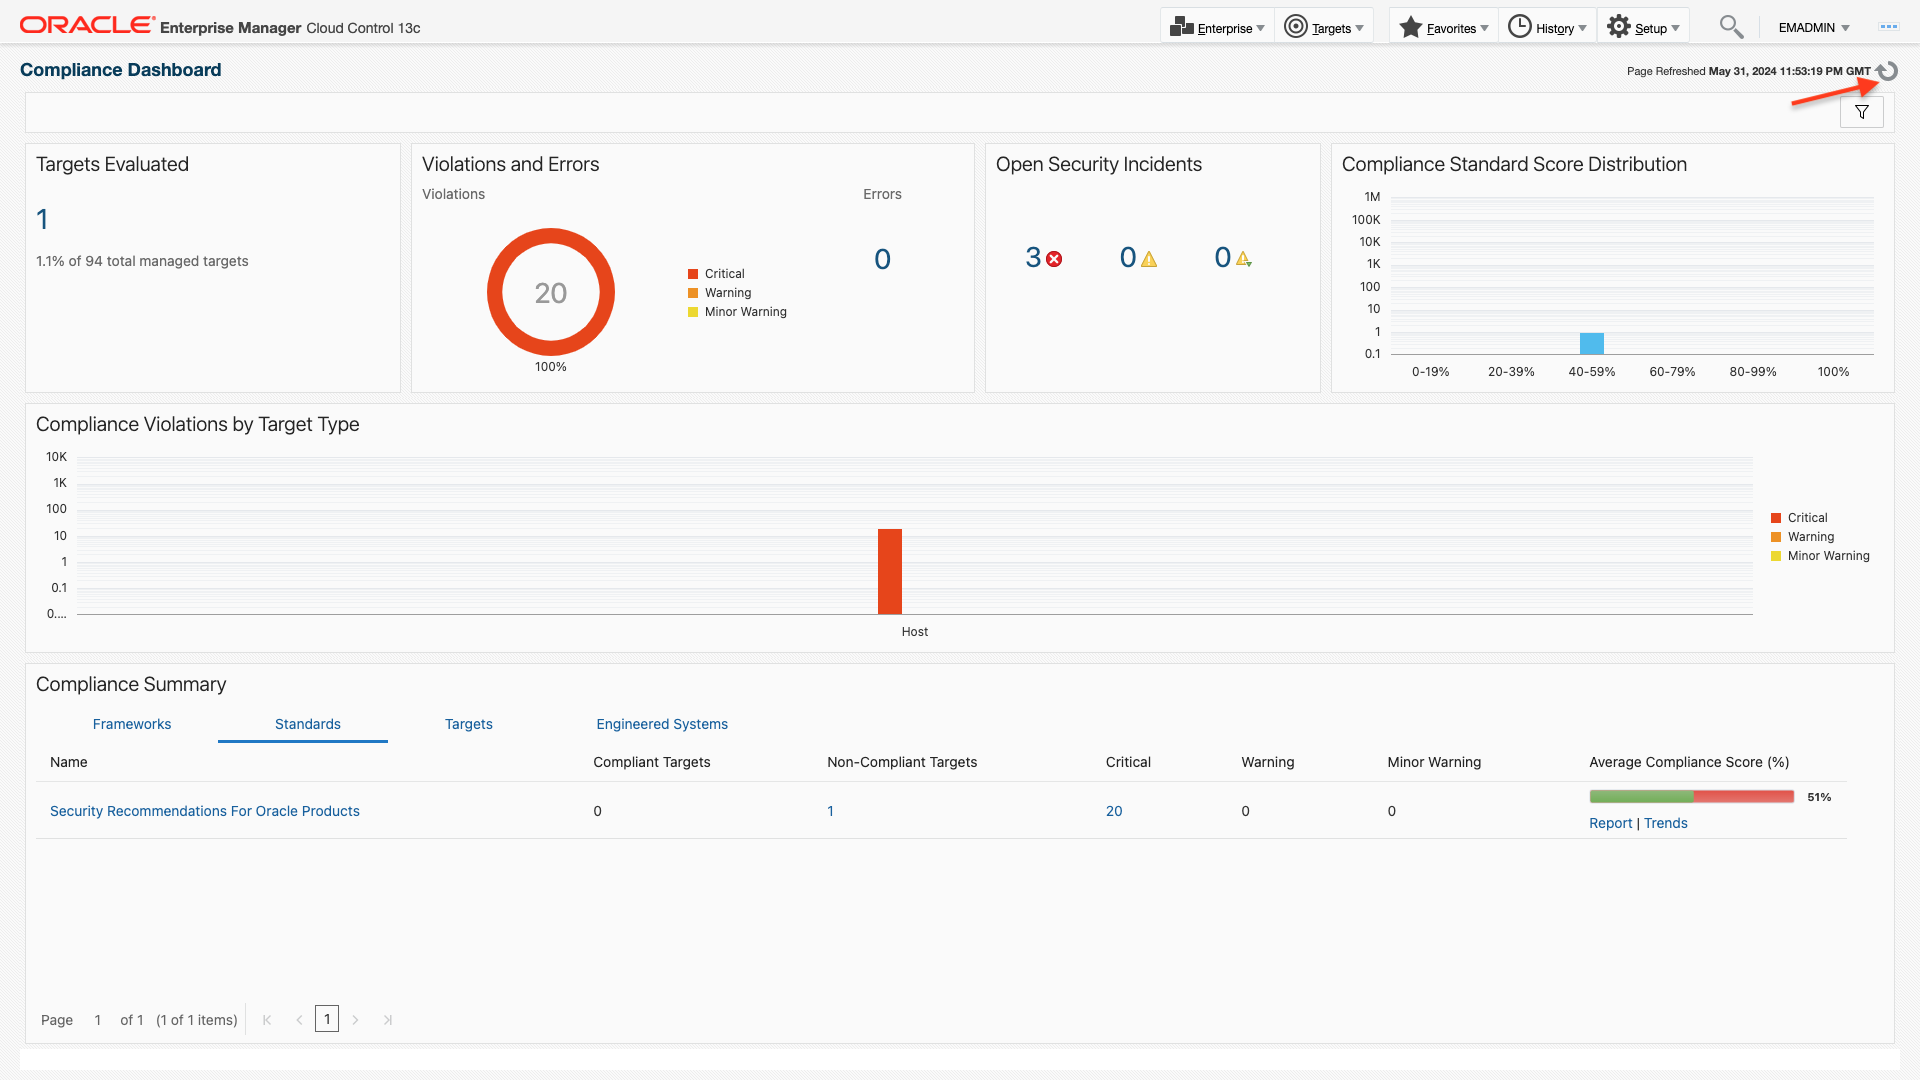 ORACLE Enterprise Manager Cloud Control 13c
Enterprise
Targets
Favorites
History
Setup
EMADMIN
Compliance Dashboard
Page Refreshed May 31, 2024 11:53:19 PM GMT
Targets Evaluated
1
1.1% of 94 total managed targets
Violations and Errors
Violations
Errors
20
100%
Critical
Warning
Minor Warning
0
Open Security Incidents
3
0
0
Compliance Standard Score Distribution
1M
100K
10K
1K
100
10
1
0.1
0-19%
20-39%
40-59%
60-79%
80-99%
100%
Compliance Violations by Target Type
10K
1K
100
10
1
0.1
0....
Host
Critical
Warning
Minor Warning
Compliance Summary
Frameworks
Standards
Targets
Engineered Systems
Name Compliant Targets Non-Compliant Targets Critical Warning Minor Warning Average Compliance Score (%)
Security Recommendations For Oracle Products 0 1 20 0 0 51%
Report | Trends
Page 1 of 1 (1 of 1 items) 1